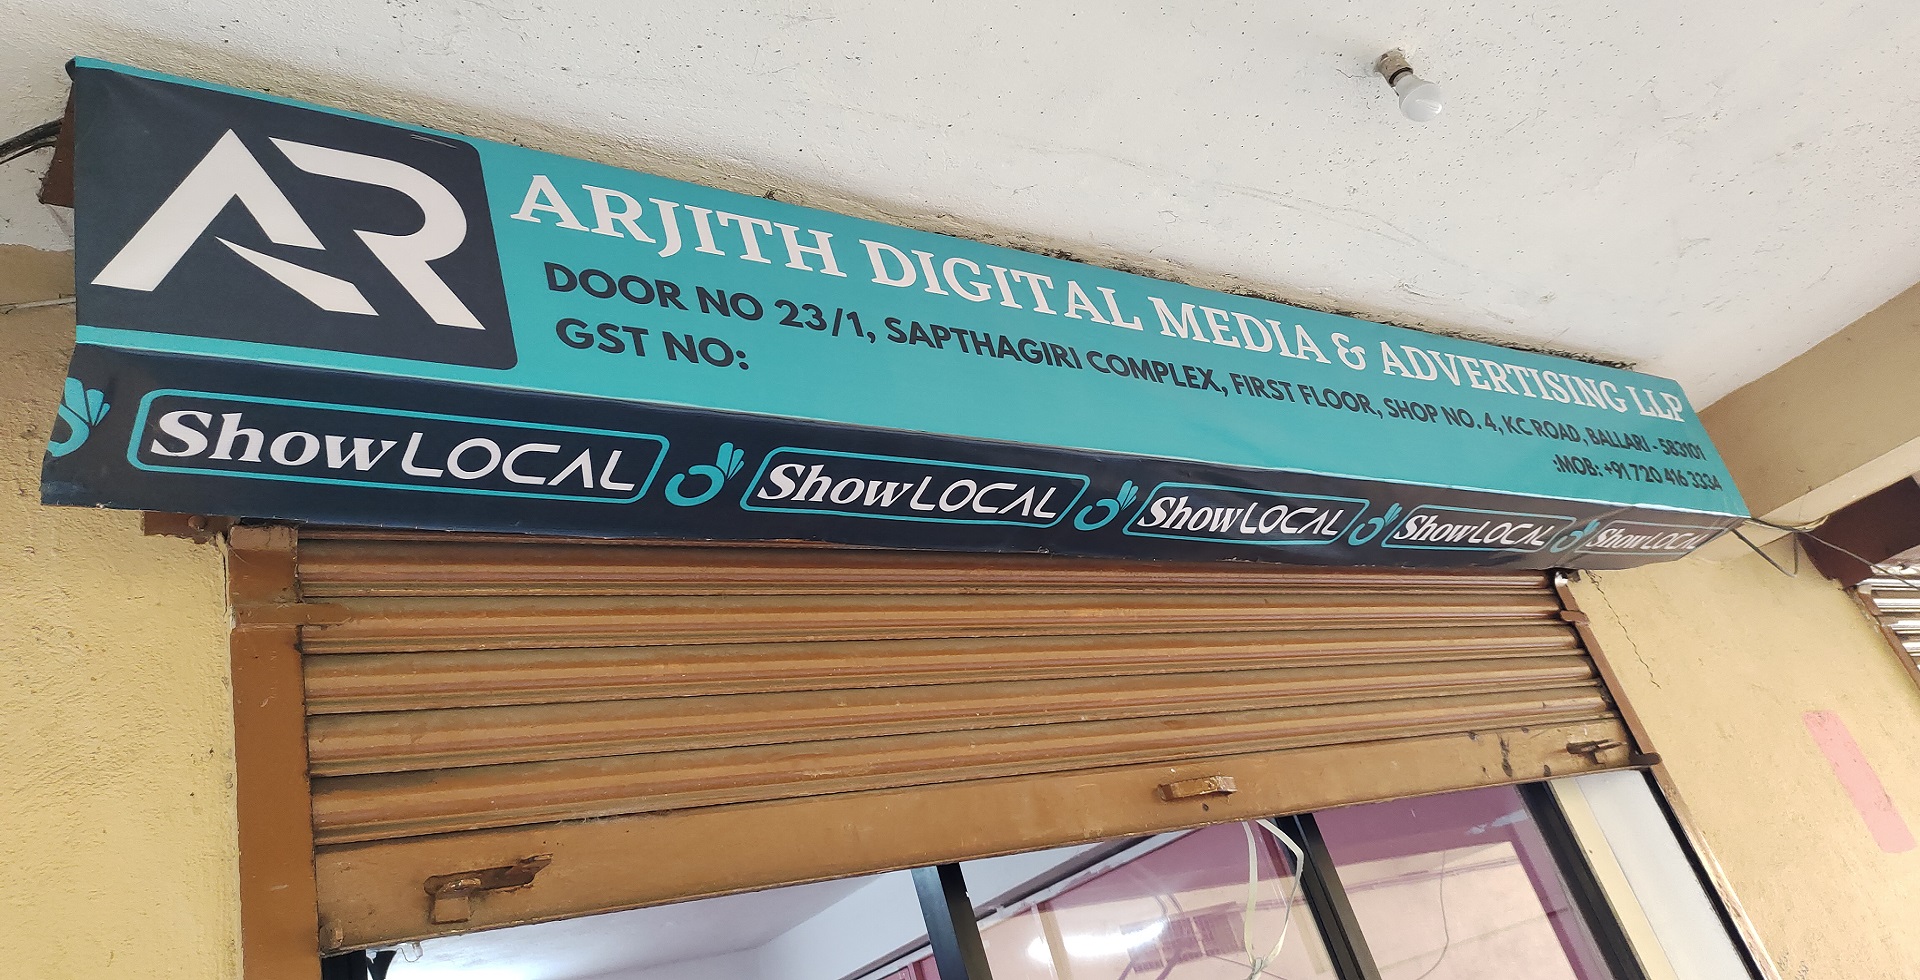 AR
ARJITH DIGITAL MEDIA & ADVERTISING LLP
DOOR NO 23/1, SAPTHAGIRI COMPLEX, FIRST FLOOR, SHOP NO. 4, KC ROAD, BALLARI - 583101
GST NO:
:MOB: +91 720 416 3334
ShowLOCAL ShowLOCAL ShowLOCAL ShowLOCAL ShowLOCAL